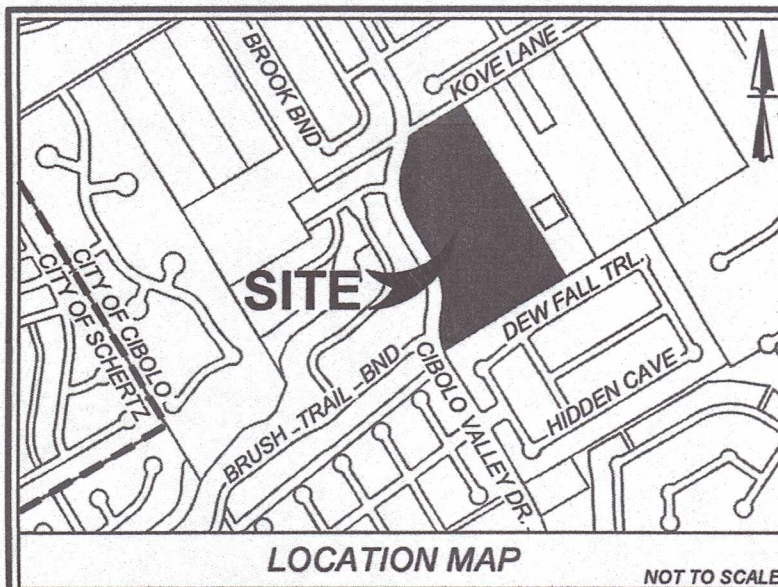 BROOK BND
KOVE LANE
SITE
CITY OF CIBOLO
CITY OF SCHERTZ
DEW FALL TRL.
BRUSH TRAIL BND
CIBOLO VALLEY DR.
HIDDEN CAVE
LOCATION MAP
NOT TO SCALE